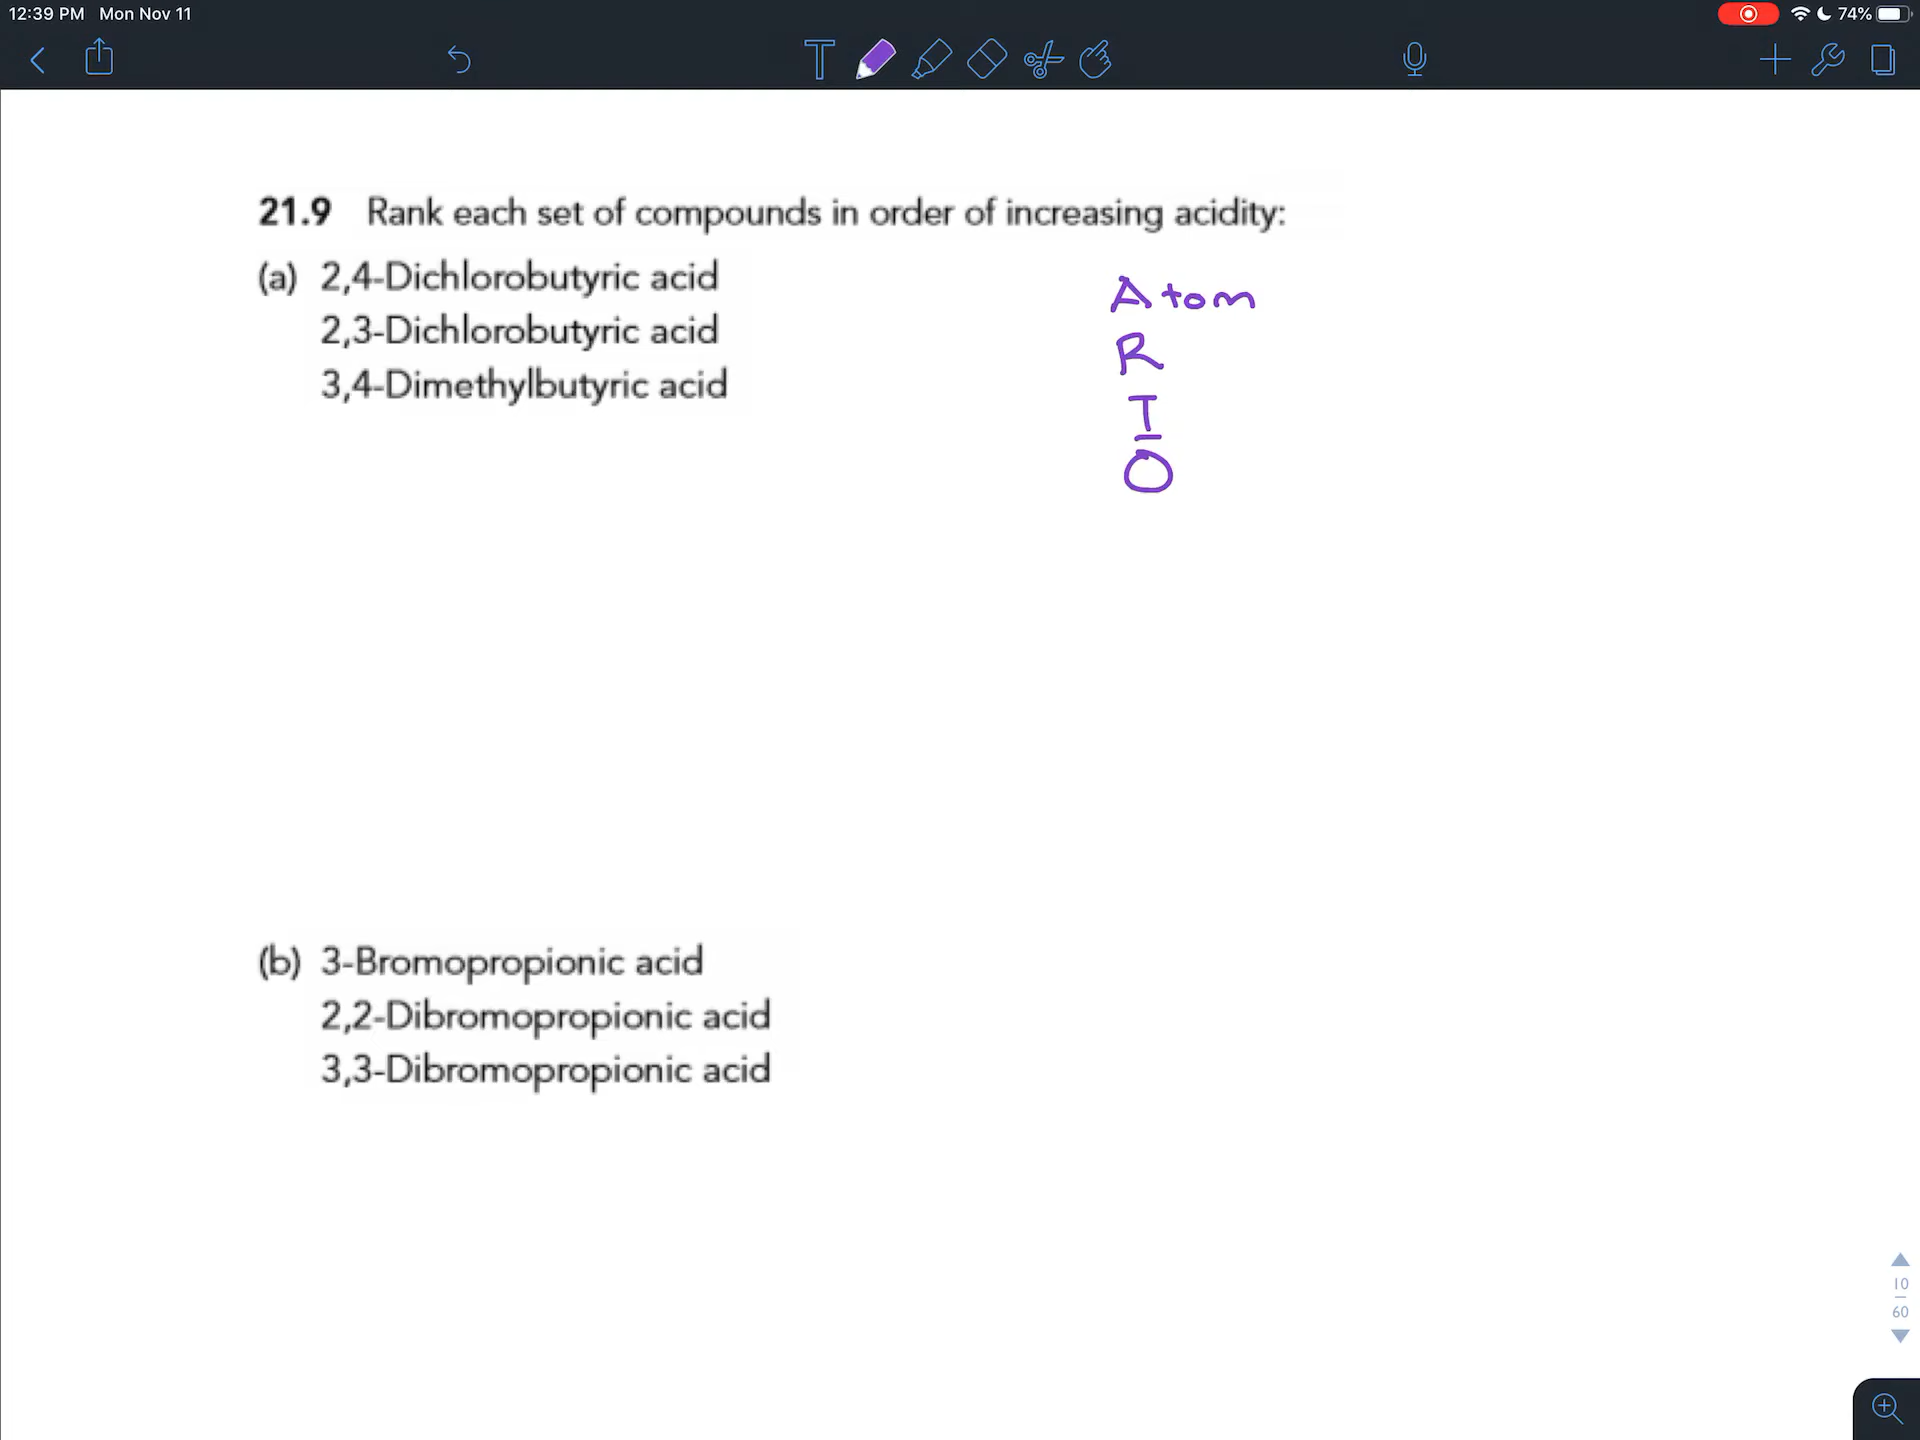 12:39 PM Mon Nov 11
74%
T
21.9 Rank each set of compounds in order of increasing acidity:
(a) 2,4-Dichlorobutyric acid
2,3-Dichlorobutyric acid
3,4-Dimethylbutyric acid
Atom
R
I
O
(b) 3-Bromopropionic acid
2,2-Dibromopropionic acid
3,3-Dibromopropionic acid
10
60